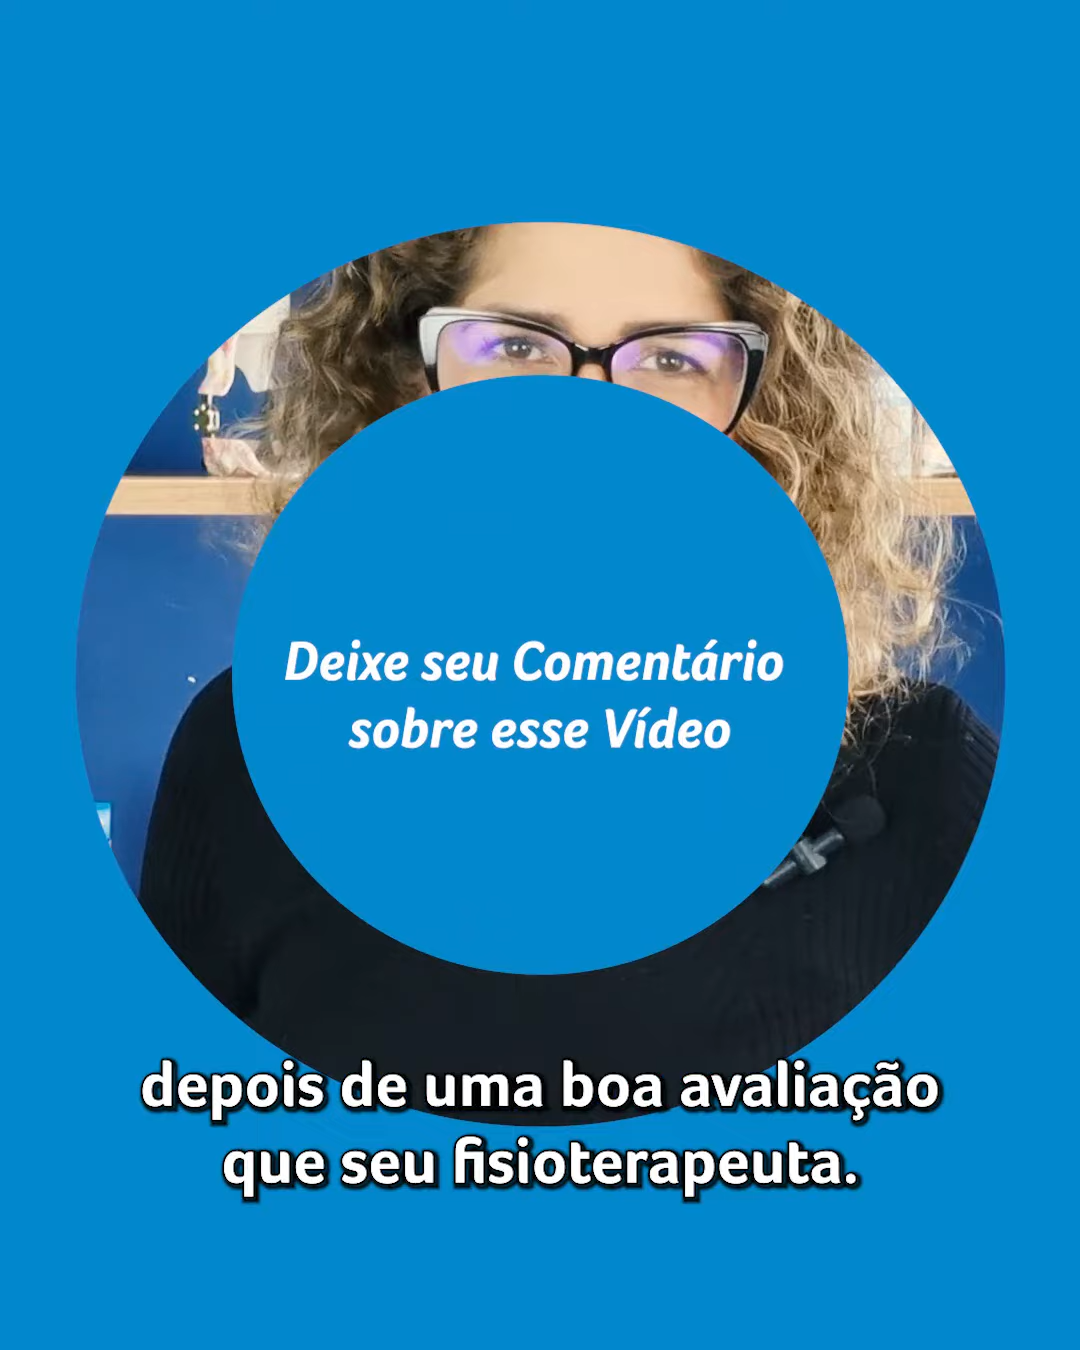 Deixe seu Comentário
sobre esse Vídeo
depois de uma boa avaliação
que seu fisioterapeuta.